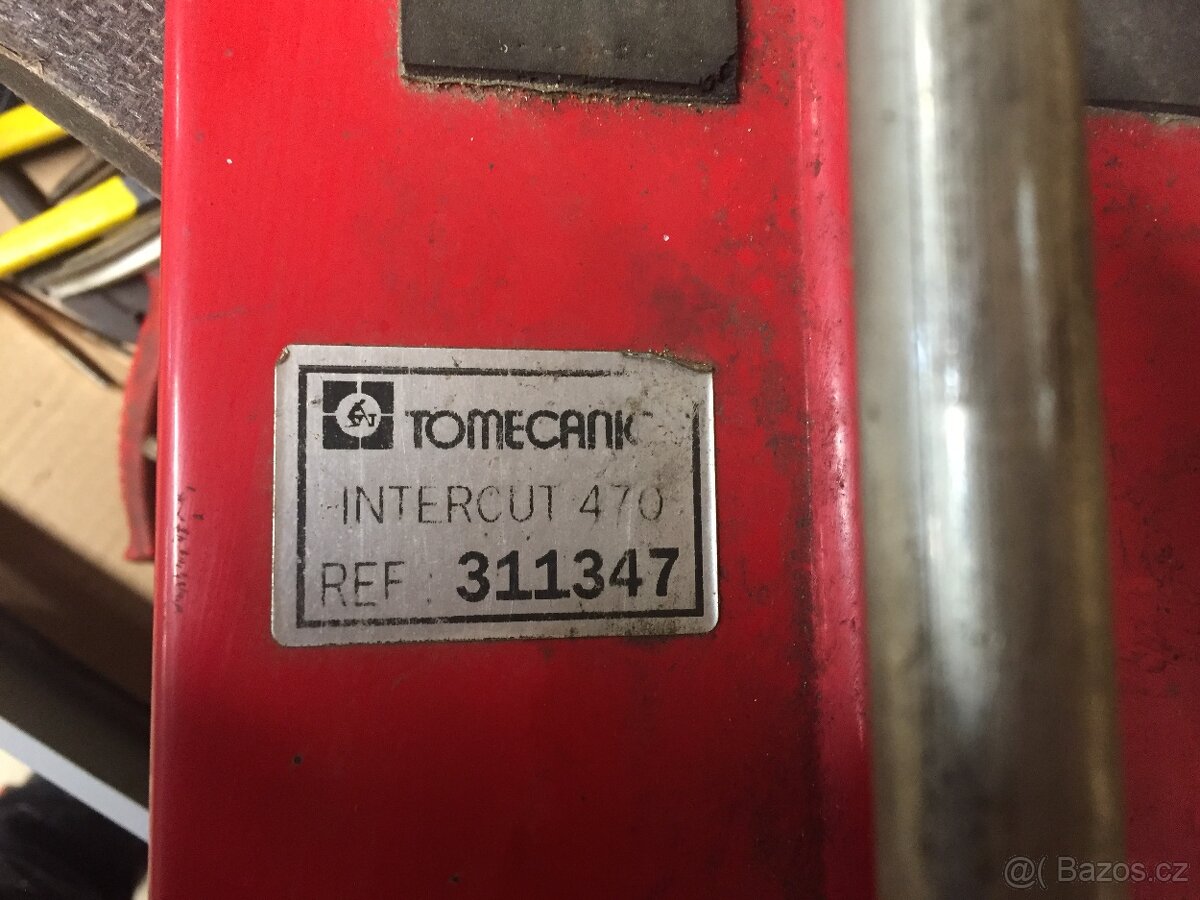 TOMECANIC
INTERCUT 470
REF : 311347
@( Bazos.cz